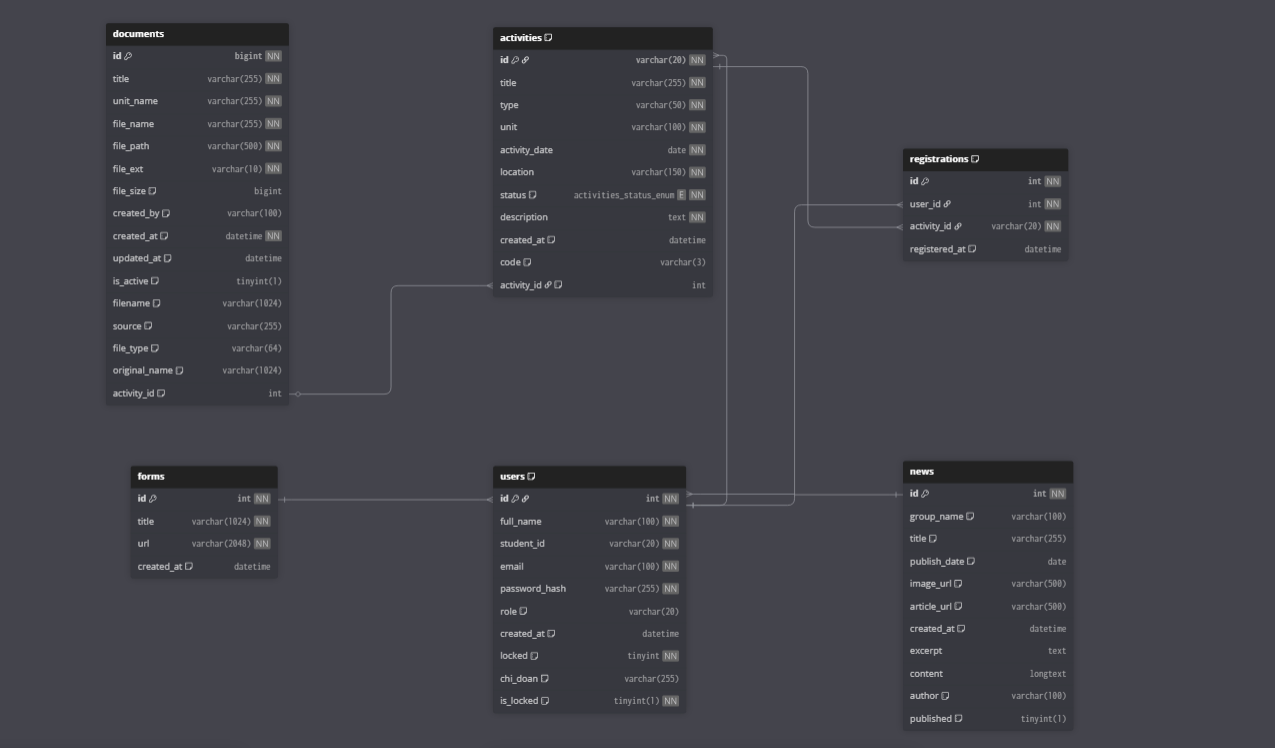 documents
id bigint NN
title varchar(255) NN
unit_name varchar(255) NN
file_name varchar(255) NN
file_path varchar(500) NN
file_ext varchar(10) NN
file_size bigint
created_by varchar(100)
created_at datetime NN
updated_at datetime
is_active tinyint(1)
filename varchar(1024)
source varchar(255)
file_type varchar(64)
original_name varchar(1024)
activity_id int
activities
id varchar(20) NN
title varchar(255) NN
type varchar(50) NN
unit varchar(100) NN
activity_date date NN
location varchar(150) NN
status activities_status_enum E NN
description text NN
created_at datetime
code varchar(3)
activity_id int
registrations
id int NN
user_id int NN
activity_id varchar(20) NN
registered_at datetime
forms
id int NN
title varchar(1024) NN
url varchar(2048) NN
created_at datetime
users
id int NN
full_name varchar(100) NN
student_id varchar(20) NN
email varchar(100) NN
password_hash varchar(255) NN
role varchar(20)
created_at datetime
locked tinyint NN
chi_doan varchar(255)
is_locked tinyint(1) NN
news
id int NN
group_name varchar(100)
title varchar(255)
publish_date date
image_url varchar(500)
article_url varchar(500)
created_at datetime
excerpt text
content longtext
author varchar(100)
published tinyint(1)